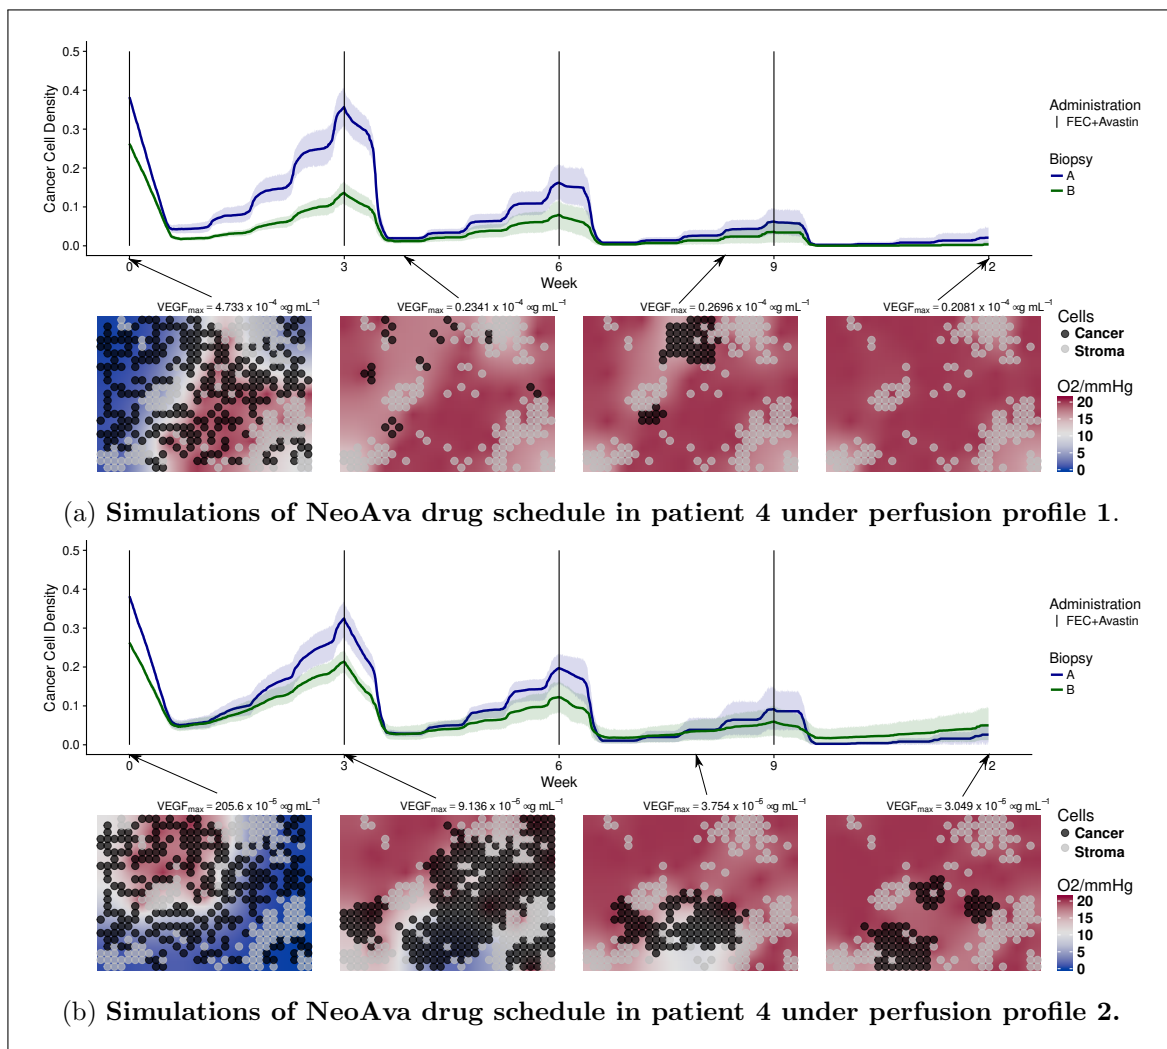 0.5
0.4
0.3
0.2
0.1
0.0
Cancer Cell Density
0 3 6 9 12
Week
Administration
| FEC+Avastin
Biopsy
A
B
VEGFmax = 4.733 x 10−4 ∝g mL−1
VEGFmax = 0.2341 x 10−4 ∝g mL−1
VEGFmax = 0.2696 x 10−4 ∝g mL−1
VEGFmax = 0.2081 x 10−4 ∝g mL−1
Cells
Cancer
Stroma
O2/mmHg
20
15
10
5
0
(a) Simulations of NeoAva drug schedule in patient 4 under perfusion profile 1.
0.5
0.4
0.3
0.2
0.1
0.0
Cancer Cell Density
0 3 6 9 12
Week
Administration
| FEC+Avastin
Biopsy
A
B
VEGFmax = 205.6 x 10−6 ∝g mL−1
VEGFmax = 9.136 x 10−6 ∝g mL−1
VEGFmax = 3.754 x 10−6 ∝g mL−1
VEGFmax = 3.049 x 10−6 ∝g mL−1
Cells
Cancer
Stroma
O2/mmHg
20
15
10
5
0
(b) Simulations of NeoAva drug schedule in patient 4 under perfusion profile 2.